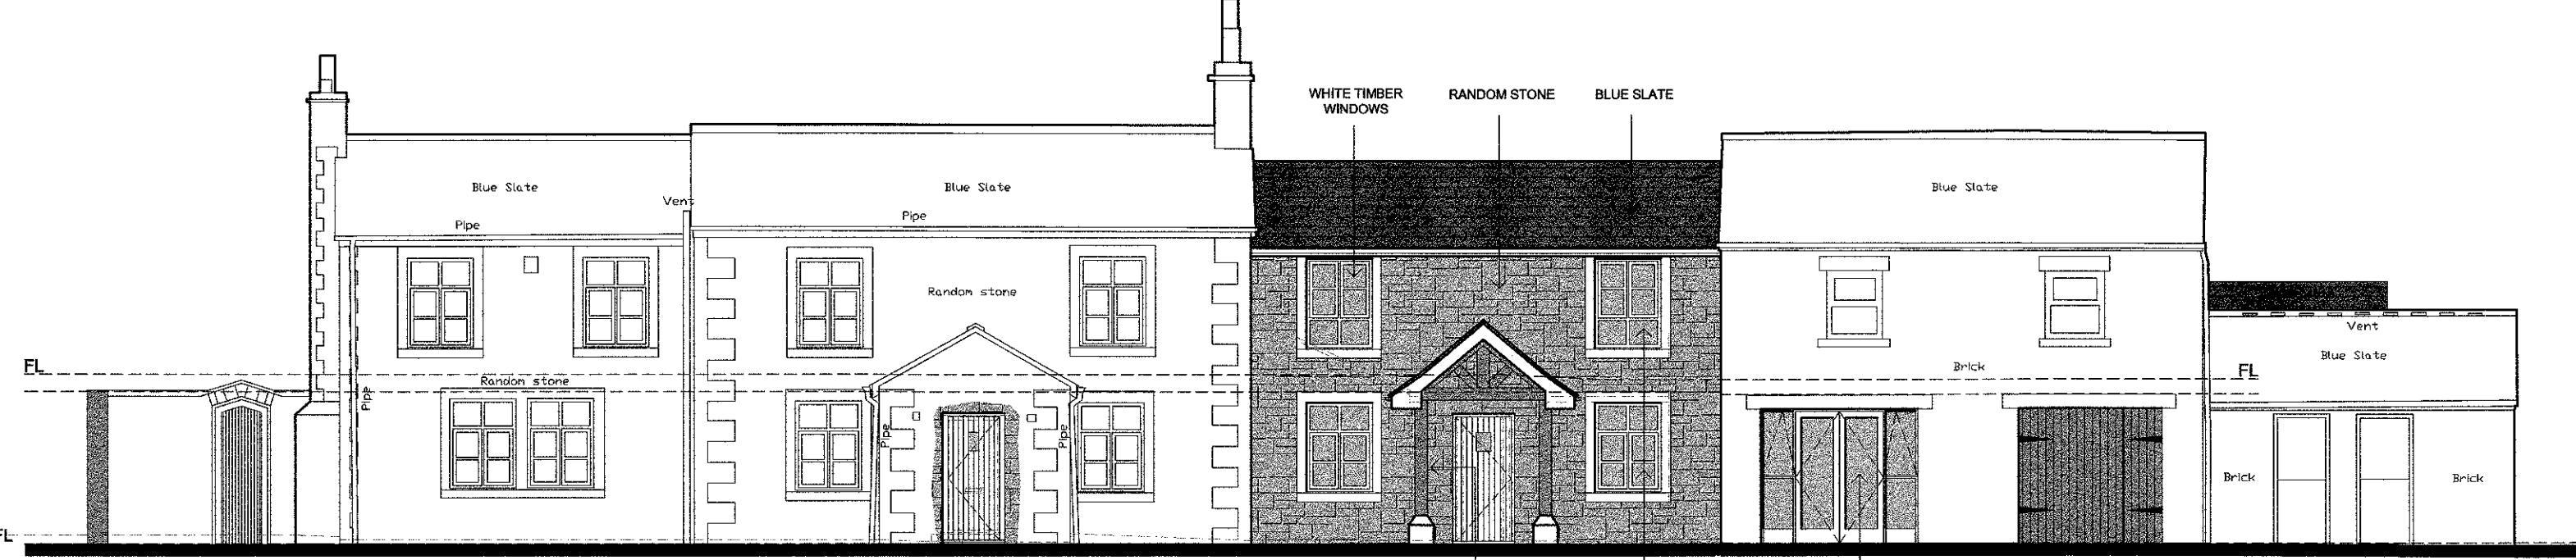 WHITE TIMBER
WINDOWS
RANDOM STONE
BLUE SLATE
Blue Slate
Blue Slate
Blue Slate
Vent
Pipe
Pipe
Random stone
Vent
Blue Slate
FL
Random stone
Brick
FL
Pipe
Pipe
Pipe
Brick
Brick
FL